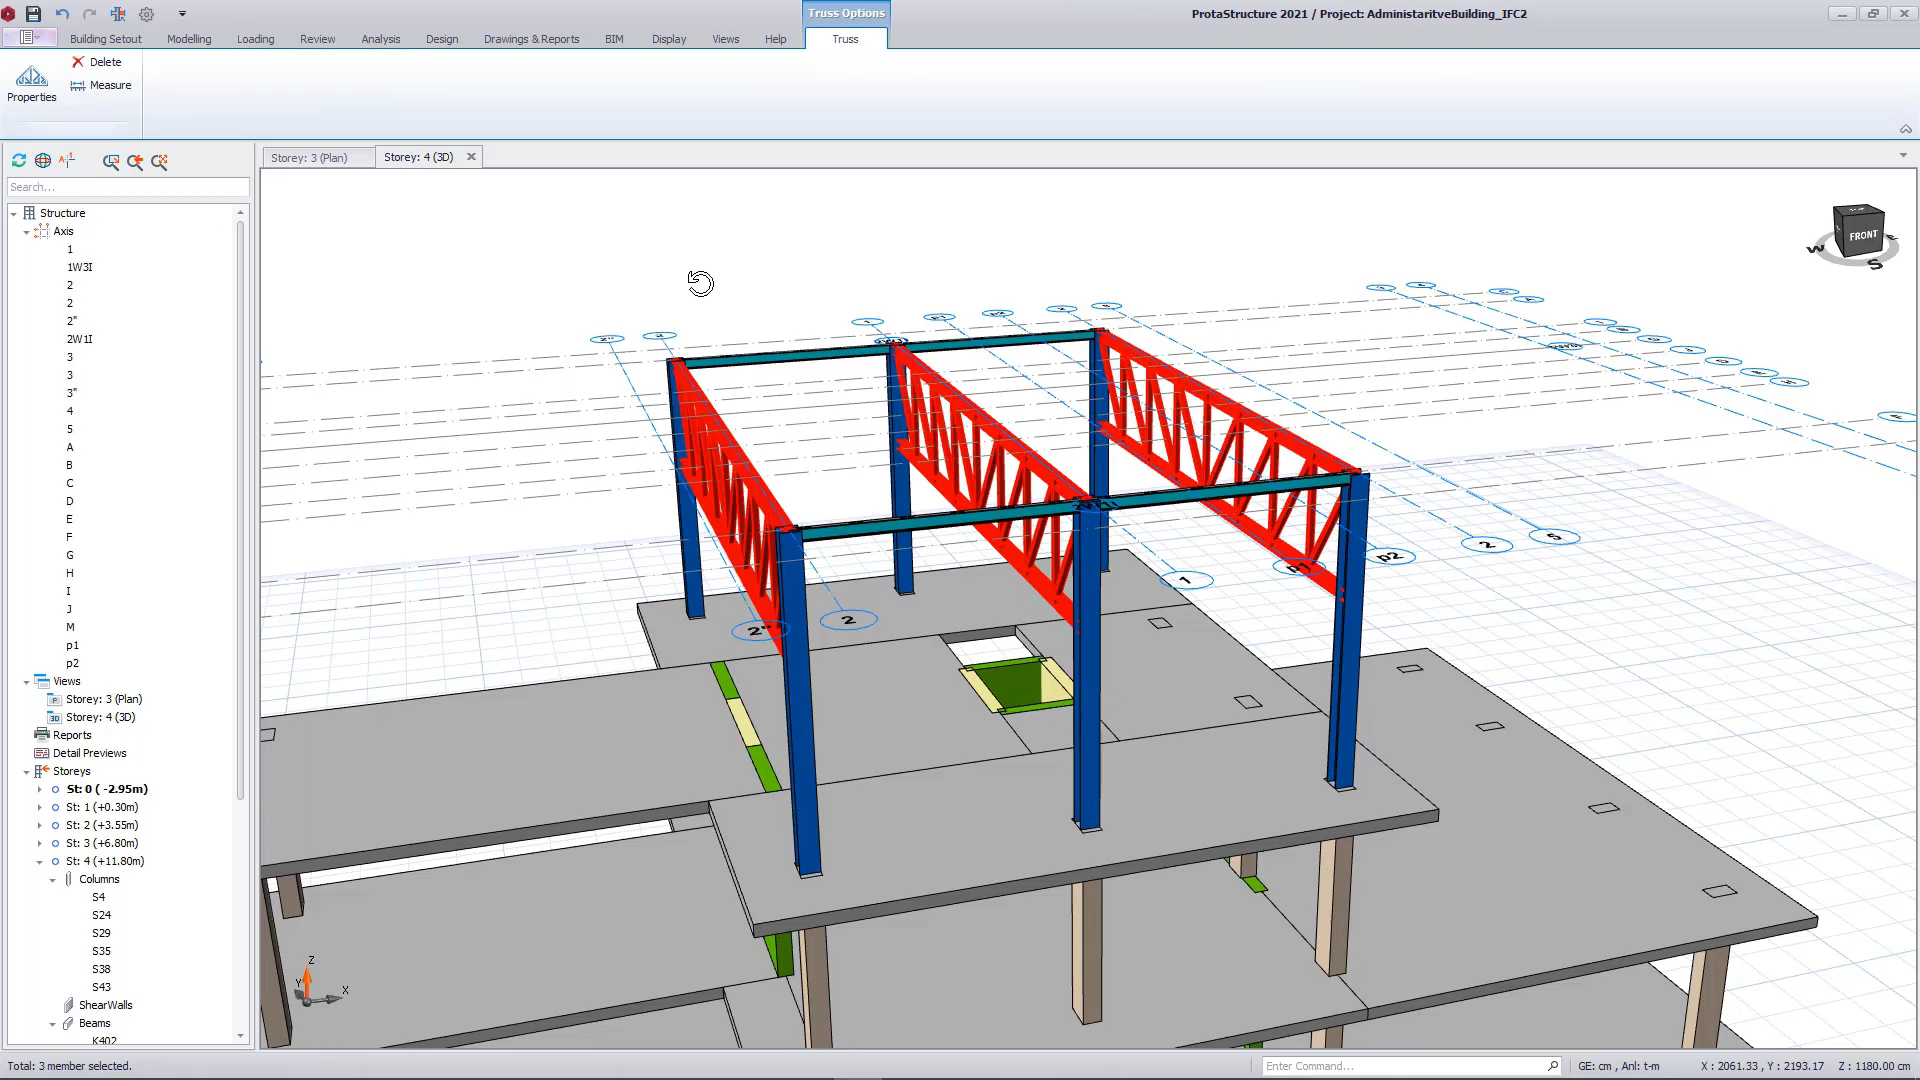 Truss Options
ProtaStructure 2021 / Project: AdministaritveBuilding_IFC2
Building Setout Modelling Loading Review Analysis Design Drawings & Reports BIM Display Views Help Truss
Properties
Delete
Measure
Storey: 3 (Plan)
Storey: 4 (3D)
Search...
Structure
Axis
1
1W3I
2
2
2"
2W1I
3
3
3"
4
5
A
B
C
D
E
F
G
H
I
J
M
p1
p2
Views
Storey: 3 (Plan)
Storey: 4 (3D)
Reports
Detail Previews
Storeys
St: 0 ( -2.95m)
St: 1 (+0.30m)
St: 2 (+3.55m)
St: 3 (+6.80m)
St: 4 (+11.80m)
Columns
S4
S24
S29
S35
S38
S43
ShearWalls
Beams
K402
FRONT
W
S
2"
2
1
p1
p2
2
5
Z
Y
X
Total: 3 member selected.
Enter Command...
GE: cm , Anl: t-m
X : 2061.33 , Y : 2193.17 Z : 1180.00 cm